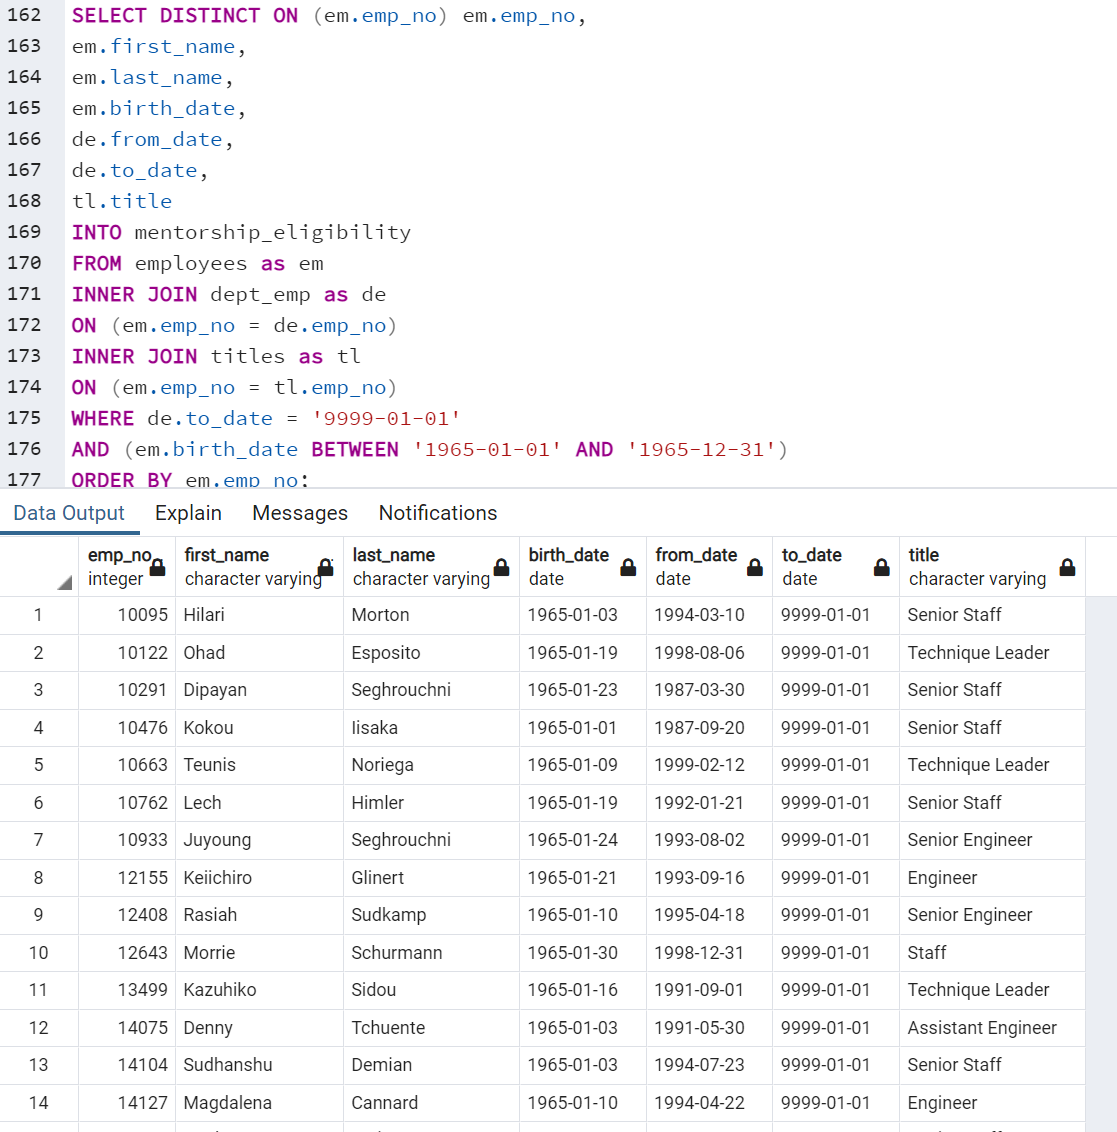 162 SELECT DISTINCT ON (em.emp_no) em.emp_no,
163 em.first_name,
164 em.last_name,
165 em.birth_date,
166 de.from_date,
167 de.to_date,
168 tl.title
169 INTO mentorship_eligibility
170 FROM employees as em
171 INNER JOIN dept_emp as de
172 ON (em.emp_no = de.emp_no)
173 INNER JOIN titles as tl
174 ON (em.emp_no = tl.emp_no)
175 WHERE de.to_date = '9999-01-01'
176 AND (em.birth_date BETWEEN '1965-01-01' AND '1965-12-31')
177 ORDER BY em.emp_no;
Data Output Explain Messages Notifications
emp_no first_name last_name birth_date from_date to_date title
integer character varying character varying date date date character varying
1 10095 Hilari Morton 1965-01-03 1994-03-10 9999-01-01 Senior Staff
2 10122 Ohad Esposito 1965-01-19 1998-08-06 9999-01-01 Technique Leader
3 10291 Dipayan Seghrouchni 1965-01-23 1987-03-30 9999-01-01 Senior Staff
4 10476 Kokou Iisaka 1965-01-01 1987-09-20 9999-01-01 Senior Staff
5 10663 Teunis Noriega 1965-01-09 1999-02-12 9999-01-01 Technique Leader
6 10762 Lech Himler 1965-01-19 1992-01-21 9999-01-01 Senior Staff
7 10933 Juyoung Seghrouchni 1965-01-24 1993-08-02 9999-01-01 Senior Engineer
8 12155 Keiichiro Glinert 1965-01-21 1993-09-16 9999-01-01 Engineer
9 12408 Rasiah Sudkamp 1965-01-10 1995-04-18 9999-01-01 Senior Engineer
10 12643 Morrie Schurmann 1965-01-30 1998-12-31 9999-01-01 Staff
11 13499 Kazuhiko Sidou 1965-01-16 1991-09-01 9999-01-01 Technique Leader
12 14075 Denny Tchuente 1965-01-03 1991-05-30 9999-01-01 Assistant Engineer
13 14104 Sudhanshu Demian 1965-01-03 1994-07-23 9999-01-01 Senior Staff
14 14127 Magdalena Cannard 1965-01-10 1994-04-22 9999-01-01 Engineer